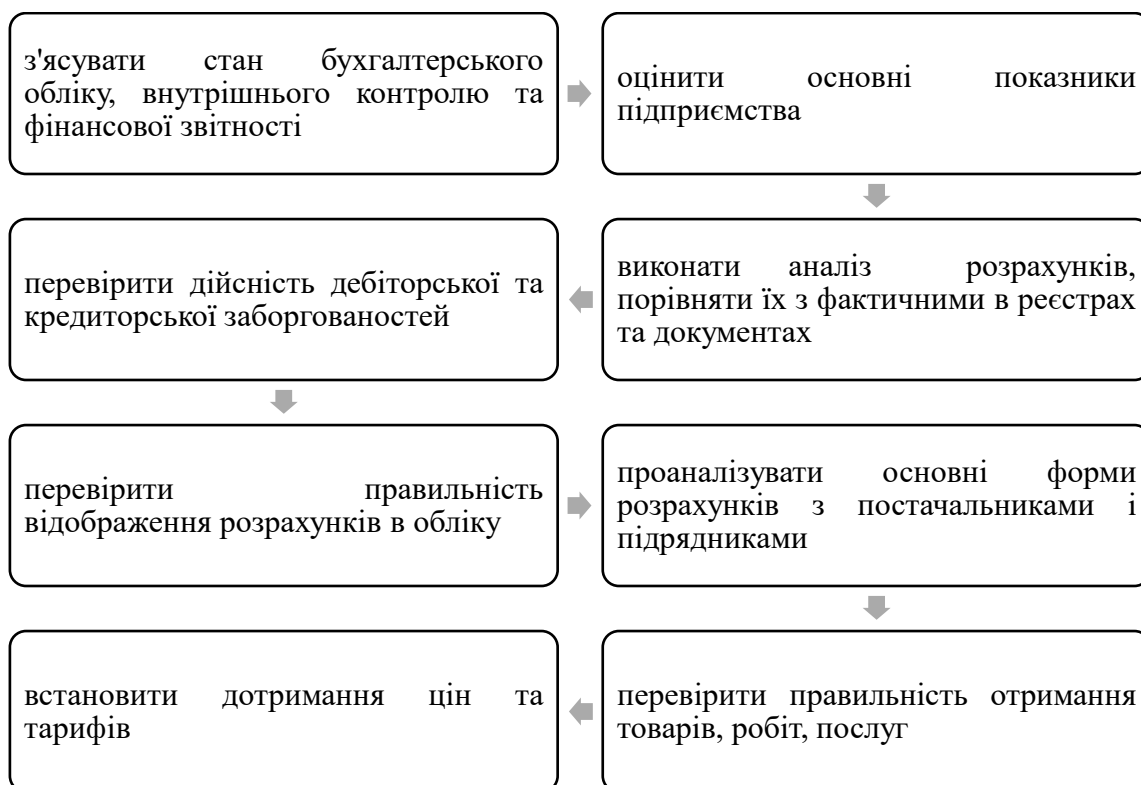 з'ясувати стан бухгалтерського
обліку, внутрішнього контролю та
фінансової звітності
оцінити основні показники
підприємства
виконати аналіз розрахунків,
порівняти їх з фактичними в реєстрах
та документах
перевірити дійсність дебіторської та
кредиторської заборгованостей
перевірити правильність
відображення розрахунків в обліку
проаналізувати основні форми
розрахунків з постачальниками і
підрядниками
перевірити правильність отримання
товарів, робіт, послуг
встановити дотримання цін та
тарифів